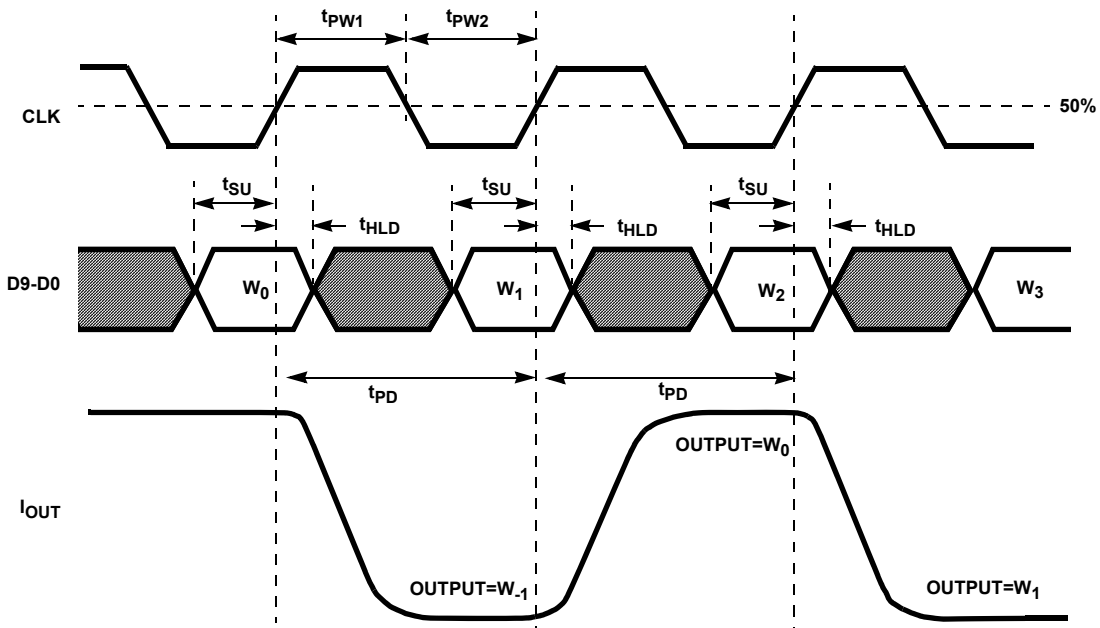 tPW1 tPW2
CLK
50%
tSU tSU tSU
tHLD tHLD tHLD
D9-D0
W0 W1 W2 W3
tPD tPD
OUTPUT=W0
IOUT
OUTPUT=W-1 OUTPUT=W1